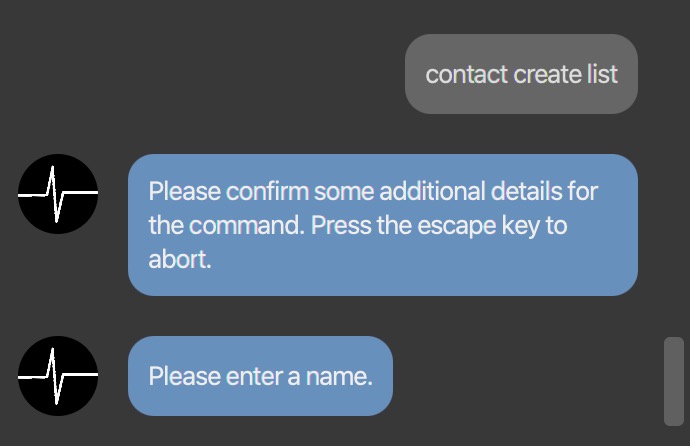 contact create list
Please confirm some additional details for
the command. Press the escape key to
abort.
Please enter a name.